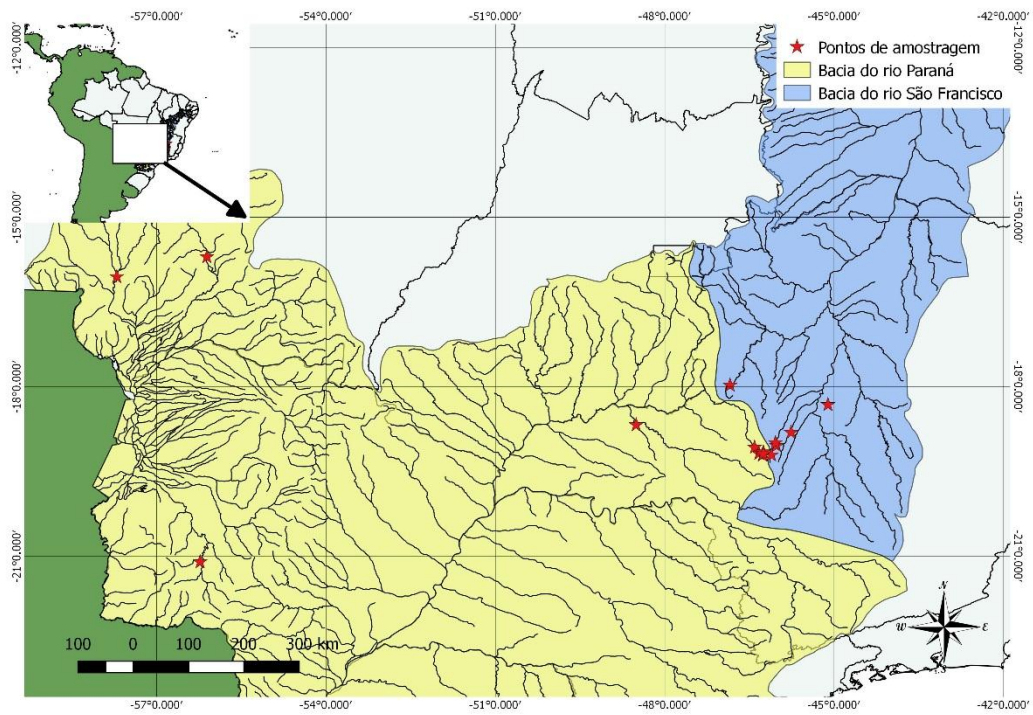 -57°0.000'
-54°0.000'
-51°0.000'
-48°0.000'
-45°0.000'
-42°0.000'
-12°0.000'
-12°0.000'
Pontos de amostragem
Bacia do rio Paraná
Bacia do rio São Francisco
-15°0.000'
-15°0.000'
-18°0.000'
-18°0.000'
-21°0.000'
-21°0.000'
100 0 100 200 300 km
N
W E
S
-57°0.000'
-54°0.000'
-51°0.000'
-48°0.000'
-45°0.000'
-42°0.000'